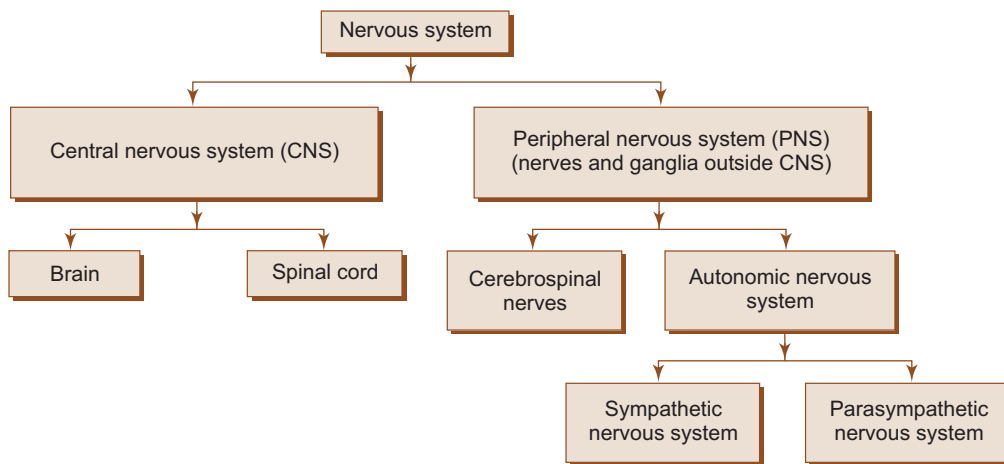 Nervous system
Central nervous system (CNS)
Peripheral nervous system (PNS)
(nerves and ganglia outside CNS)
Brain
Spinal cord
Cerebrospinal
nerves
Autonomic nervous
system
Sympathetic
nervous system
Parasympathetic
nervous system